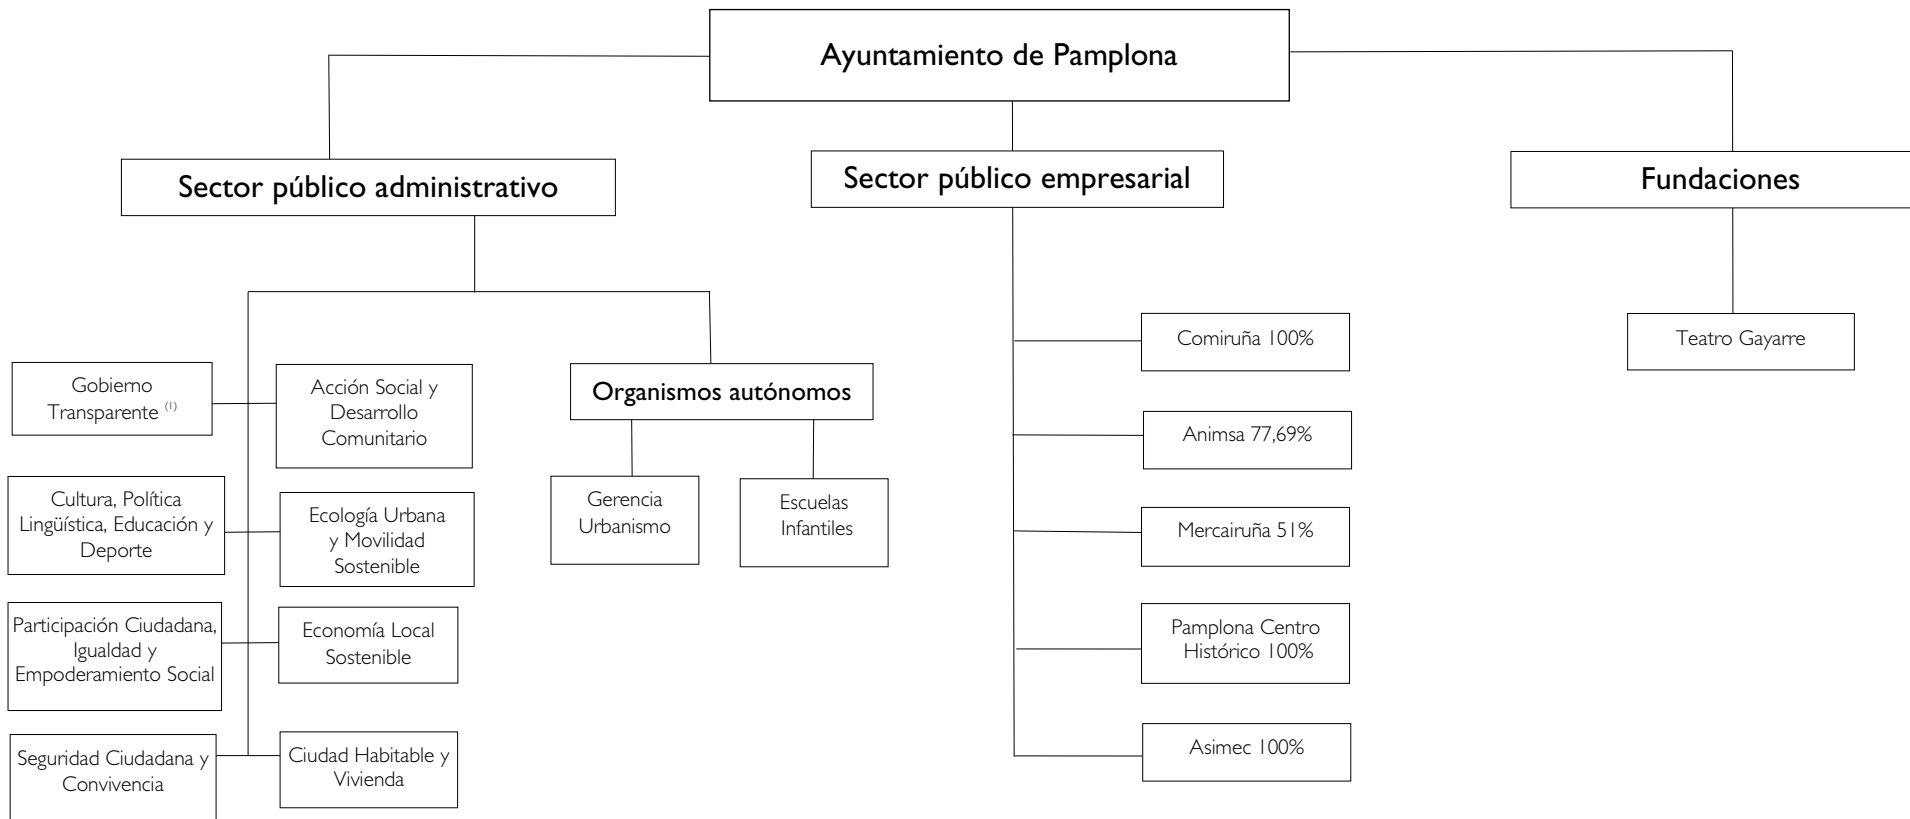 Ayuntamiento de Pamplona
Sector público administrativo
Sector público empresarial
Fundaciones
Gobierno
Transparente (1)
Acción Social y
Desarrollo
Comunitario
Cultura, Política
Lingüística, Educación y
Deporte
Ecología Urbana
y Movilidad
Sostenible
Participación Ciudadana,
Igualdad y
Empoderamiento Social
Economía Local
Sostenible
Seguridad Ciudadana y
Convivencia
Ciudad Habitable y
Vivienda
Organismos autónomos
Gerencia
Urbanismo
Escuelas
Infantiles
Comiruña 100%
Animsa 77,69%
Mercairuña 51%
Pamplona Centro
Histórico 100%
Asimec 100%
Teatro Gayarre